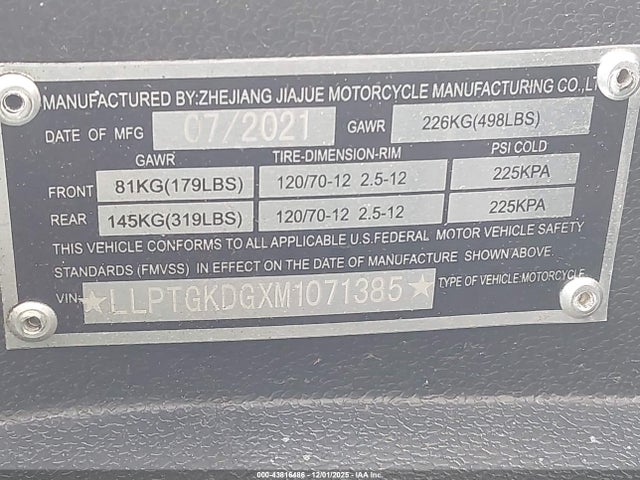 MANUFACTURED BY:ZHEJIANG JIAJUE MOTORCYCLE MANUFACTURING CO.,LT
DATE OF MFG 07/2021 GAWR 226KG(498LBS)
GAWR TIRE-DIMENSION-RIM PSI COLD
FRONT 81KG(179LBS) 120/70-12 2.5-12 225KPA
REAR 145KG(319LBS) 120/70-12 2.5-12 225KPA
THIS VEHICLE CONFORMS TO ALL APPLICABLE U.S.FEDERAL MOTOR VEHICLE SAFETY
STANDARDS (FMVSS) IN EFFECT ON THE DATE OF MANUFACTURE SHOWN ABOVE.
VIN ★LLPTGKDGXM1071385★ TYPE OF VEHICLE:MOTORCYCLE
000-43816486 - 12/01/2025 - IAA